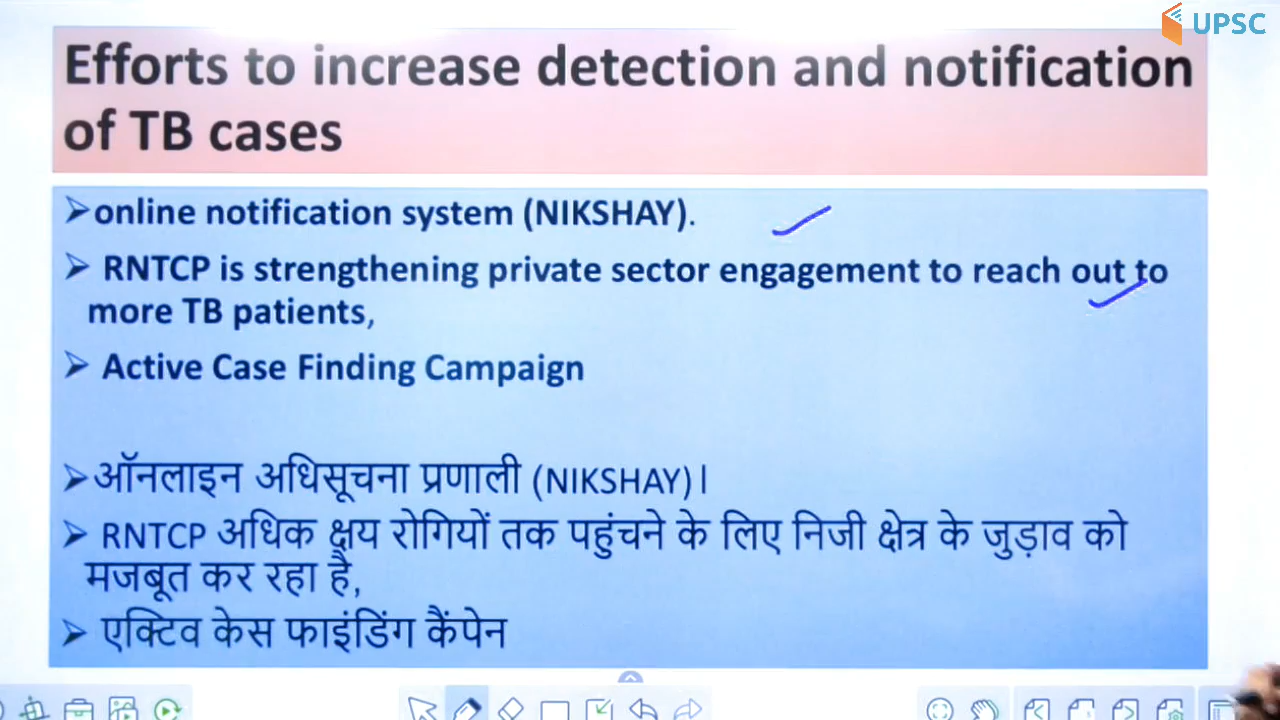 UPSC
Efforts to increase detection and notification
of TB cases
➢online notification system (NIKSHAY).
➢ RNTCP is strengthening private sector engagement to reach out to
more TB patients,
➢ Active Case Finding Campaign
➢ऑनलाइन अधिसूचना प्रणाली (NIKSHAY)।
➢ RNTCP अधिक क्षय रोगियों तक पहुंचने के लिए निजी क्षेत्र के जुड़ाव को
मजबूत कर रहा है,
➢ एक्टिव केस फाइंडिंग कैंपेन